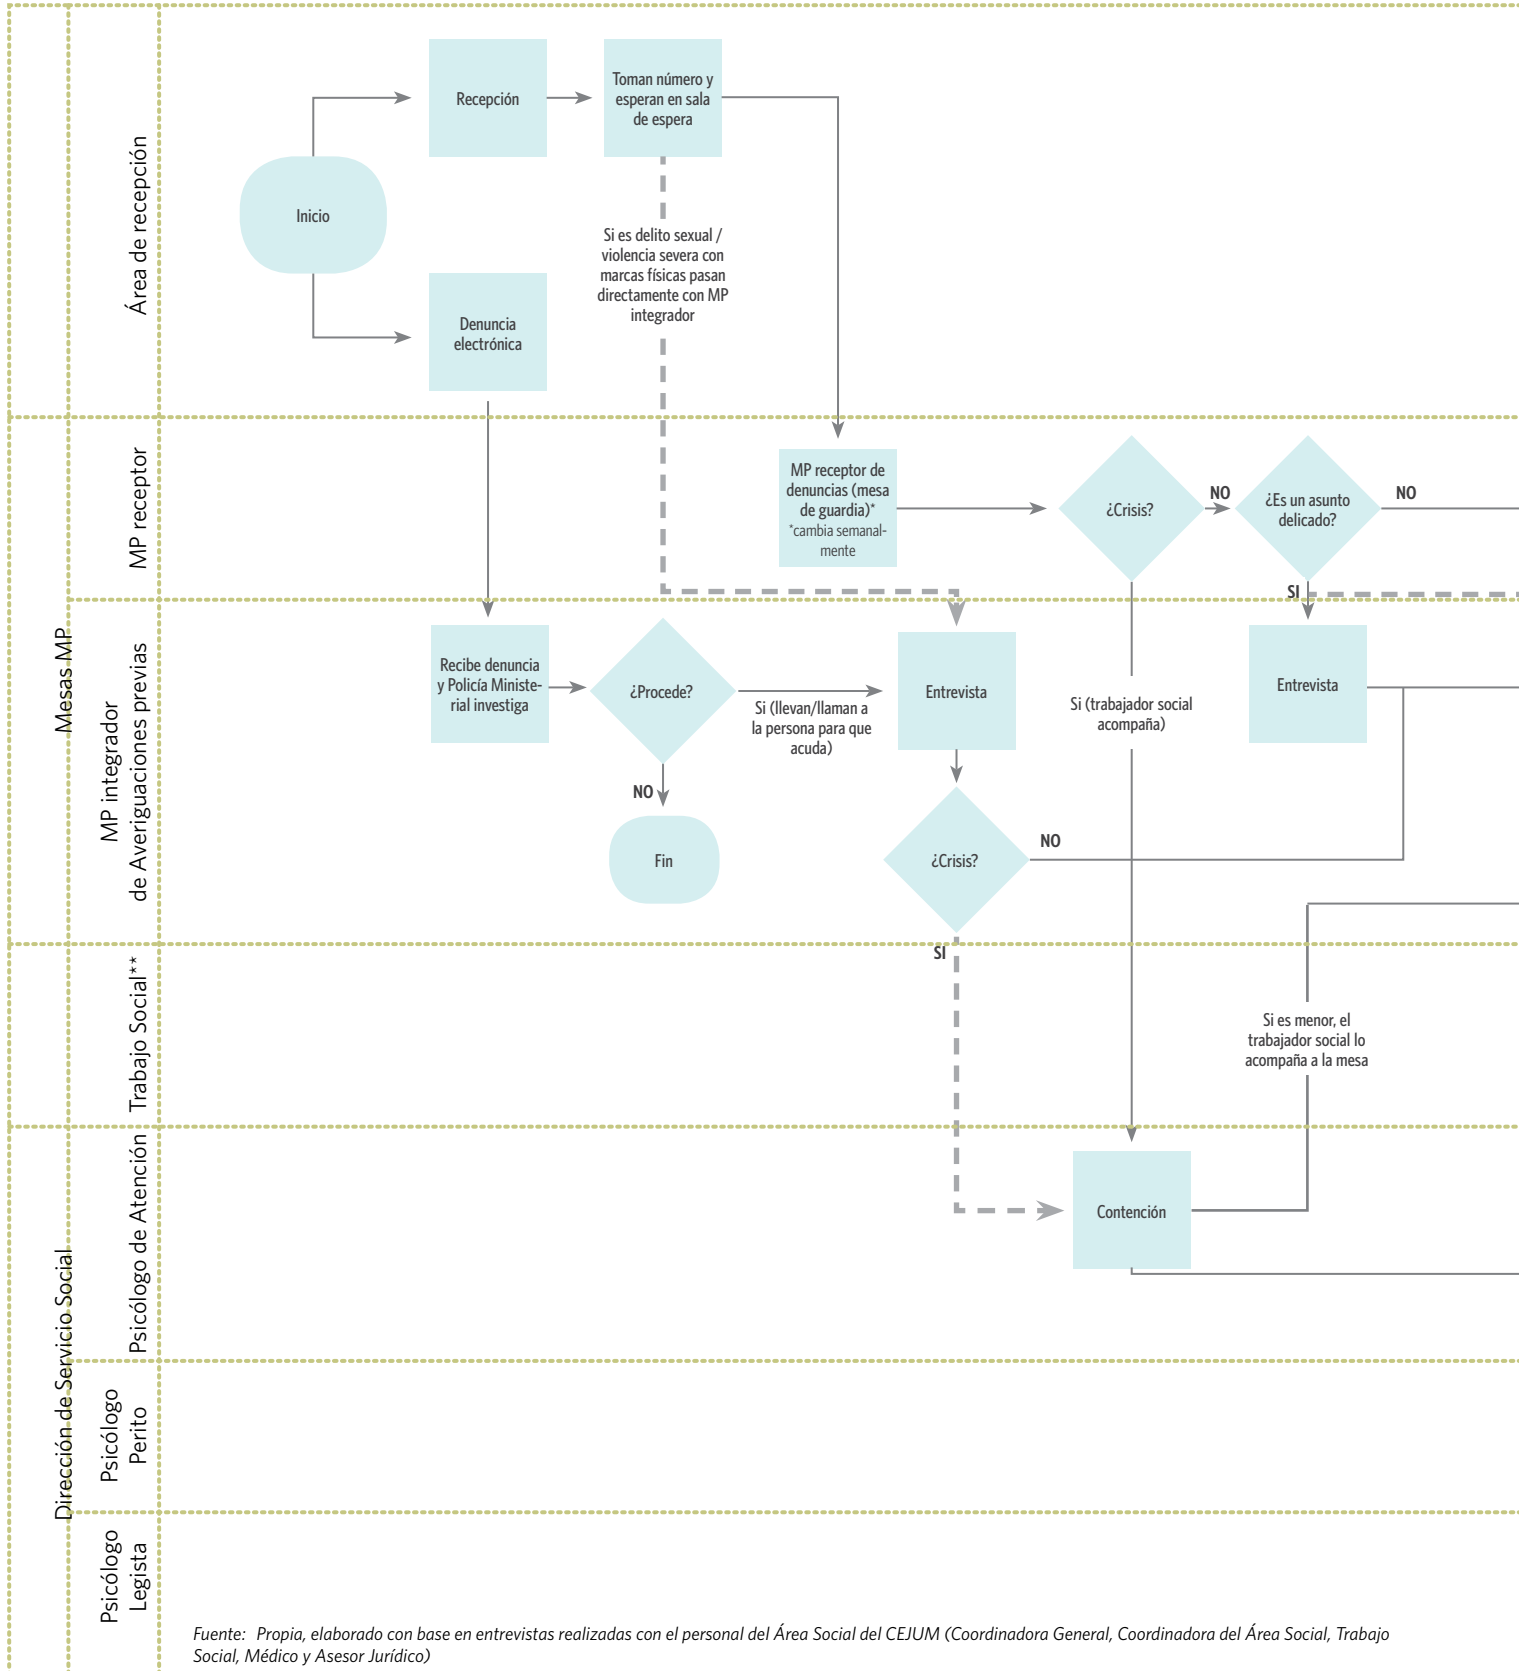 Área de recepción
Recepción
Toman número y
esperan en sala
de espera
Inicio
Si es delito sexual /
violencia severa con
marcas físicas pasan
directamente con MP
integrador
Denuncia
electrónica
Mesas MP
MP receptor
MP receptor de
denuncias (mesa
de guardia)*
*cambia semanal-
mente
¿Crisis?
NO
¿Es un asunto
delicado?
NO
SI
MP integrador
de Averiguaciones previas
Recibe denuncia
y Policía Ministe-
rial investiga
¿Procede?
Si (llevan/llaman a
la persona para que
acuda)
Entrevista
Si (trabajador social
acompaña)
Entrevista
NO
Fin
¿Crisis?
NO
SI
Trabajo Social**
Si es menor, el
trabajador social lo
acompaña a la mesa
Dirección de Servicio Social
Psicólogo de Atención
Contención
Psicólogo
Perito
Psicólogo
Legista
Fuente: Propia, elaborado con base en entrevistas realizadas con el personal del Área Social del CEJUM (Coordinadora General, Coordinadora del Área Social, Trabajo
Social, Médico y Asesor Jurídico)